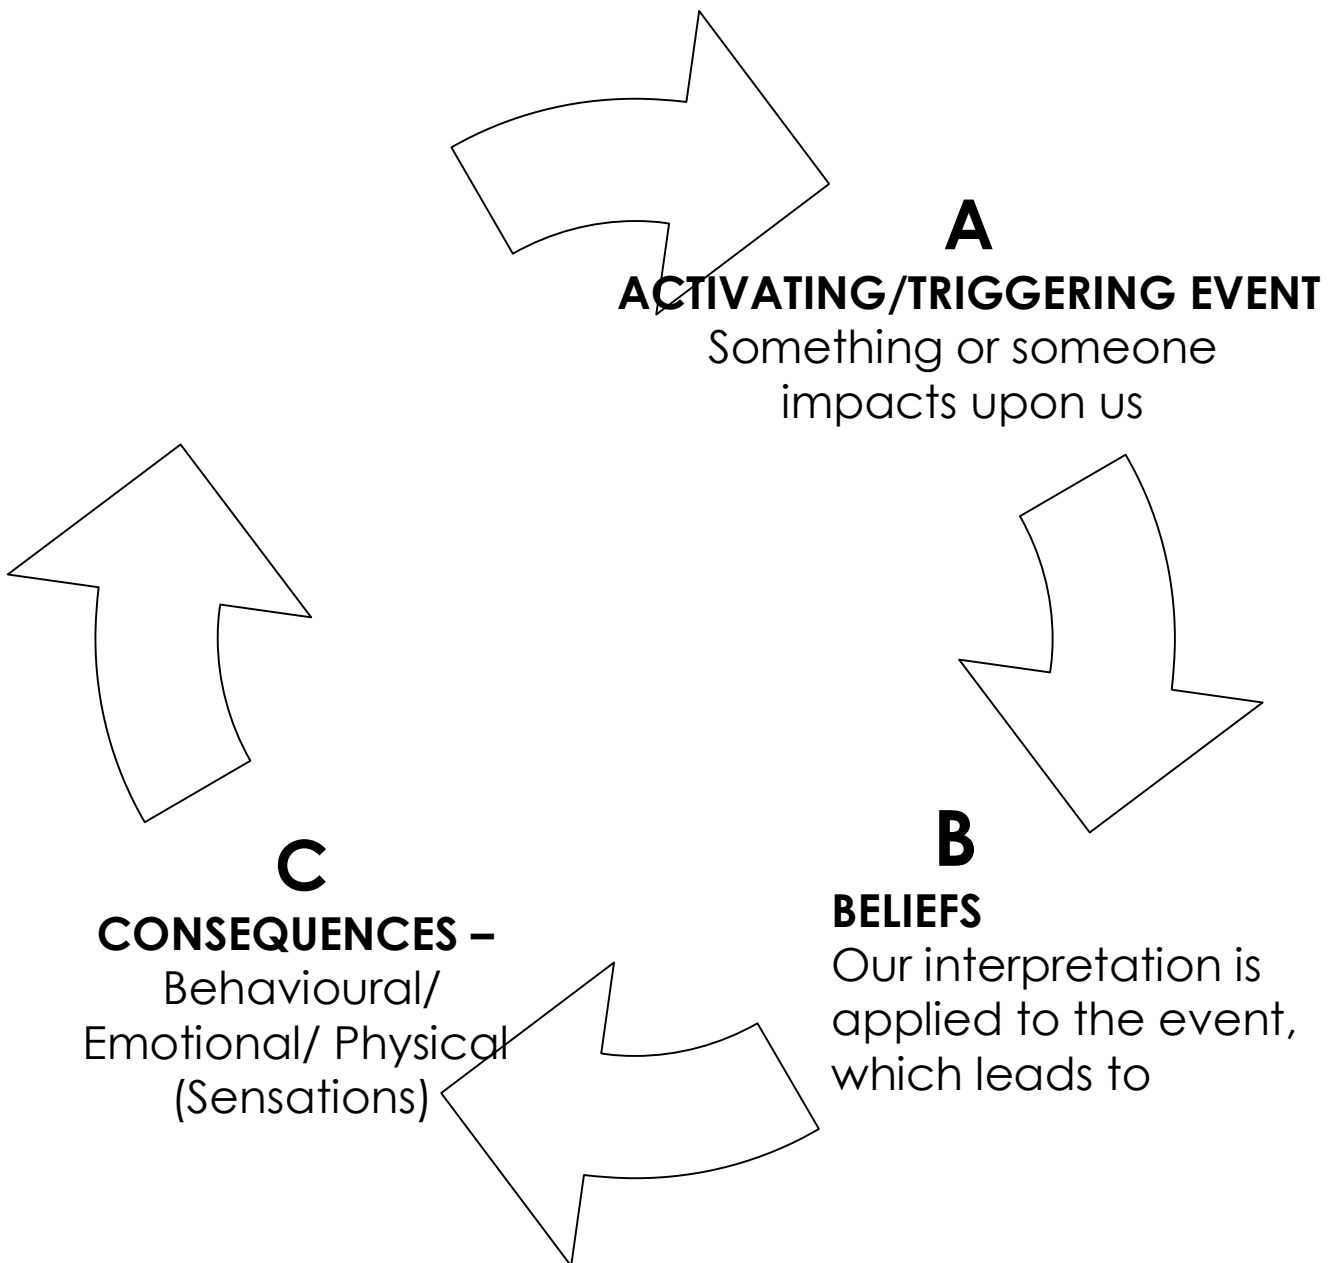 A
ACTIVATING/TRIGGERING EVENT
Something or someone
impacts upon us
B
BELIEFS
Our interpretation is
applied to the event,
which leads to
C
CONSEQUENCES –
Behavioural/
Emotional/ Physical
(Sensations)